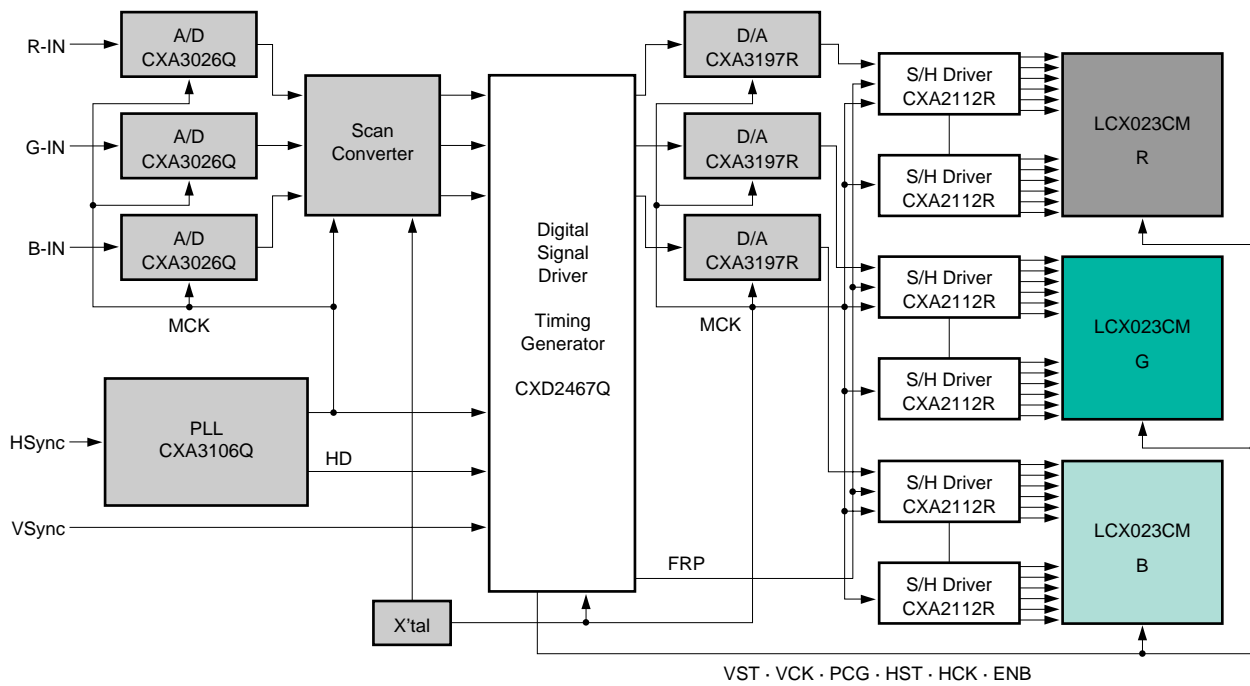 R-IN
A/D
CXA3026Q
G-IN
A/D
CXA3026Q
B-IN
A/D
CXA3026Q
MCK
Scan
Converter
PLL
CXA3106Q
HSync
HD
VSync
X'tal
Digital
Signal
Driver
Timing
Generator
CXD2467Q
D/A
CXA3197R
D/A
CXA3197R
D/A
CXA3197R
MCK
FRP
S/H Driver
CXA2112R
S/H Driver
CXA2112R
S/H Driver
CXA2112R
S/H Driver
CXA2112R
S/H Driver
CXA2112R
S/H Driver
CXA2112R
LCX023CM
R
LCX023CM
G
LCX023CM
B
VST · VCK · PCG · HST · HCK · ENB